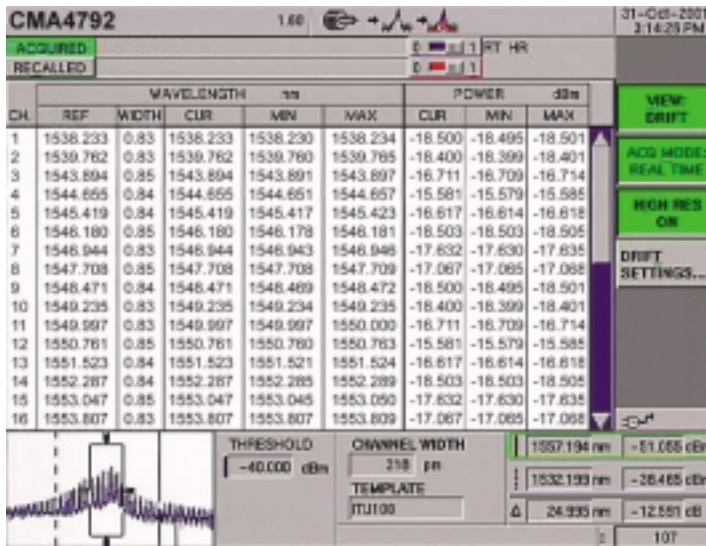 CMA4792 1.60 31-Oct-2001
3:14:25 PM
ACQUIRED 0 1 RT HR
RECALLED 0 1
WAVELENGTH nm POWER dBm
CH. REF WIDTH CUR MIN MAX CUR MIN MAX
1 1538.233 0.83 1538.233 1538.230 1538.234 -18.500 -18.495 -18.501
2 1539.762 0.83 1539.762 1539.760 1539.765 -18.400 -18.399 -18.401
3 1543.894 0.85 1543.894 1543.891 1543.897 -16.711 -16.709 -16.714
4 1544.655 0.84 1544.655 1544.651 1544.657 -15.581 -15.579 -15.585
5 1545.419 0.84 1545.419 1545.417 1545.423 -16.617 -16.614 -16.618
6 1546.180 0.85 1546.180 1546.178 1546.181 -18.503 -18.503 -18.505
7 1546.944 0.83 1546.944 1546.943 1546.946 -17.632 -17.630 -17.635
8 1547.708 0.85 1547.708 1547.708 1547.709 -17.067 -17.065 -17.068
9 1548.471 0.84 1548.471 1548.469 1548.472 -18.500 -18.495 -18.501
10 1549.235 0.83 1549.235 1549.234 1549.235 -18.400 -18.399 -18.401
11 1549.997 0.83 1549.997 1549.997 1550.000 -16.711 -16.709 -16.714
12 1550.761 0.85 1550.761 1550.760 1550.763 -15.581 -15.579 -15.585
13 1551.523 0.84 1551.523 1551.521 1551.524 -16.617 -16.614 -16.618
14 1552.287 0.84 1552.287 1552.285 1552.289 -18.503 -18.503 -18.505
15 1553.047 0.85 1553.047 1553.045 1553.050 -17.632 -17.630 -17.635
16 1553.807 0.83 1553.807 1553.807 1553.809 -17.067 -17.065 -17.068
VIEW:
DRIFT
ACQ MODE:
REAL TIME
HIGH RES
ON
DRIFT
SETTINGS...
THRESHOLD
-40.000 dBm
CHANNEL WIDTH
318 pm
TEMPLATE
ITU100
1557.194 nm -51.055 dBm
1532.199 nm -38.465 dBm
Δ 24.995 nm -12.591 dB
107